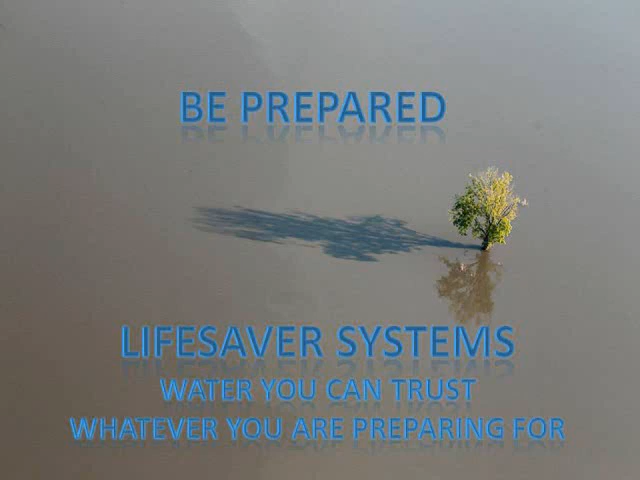 BE PREPARED
LIFESAVER SYSTEMS
WATER YOU CAN TRUST
WHATEVER YOU ARE PREPARING FOR